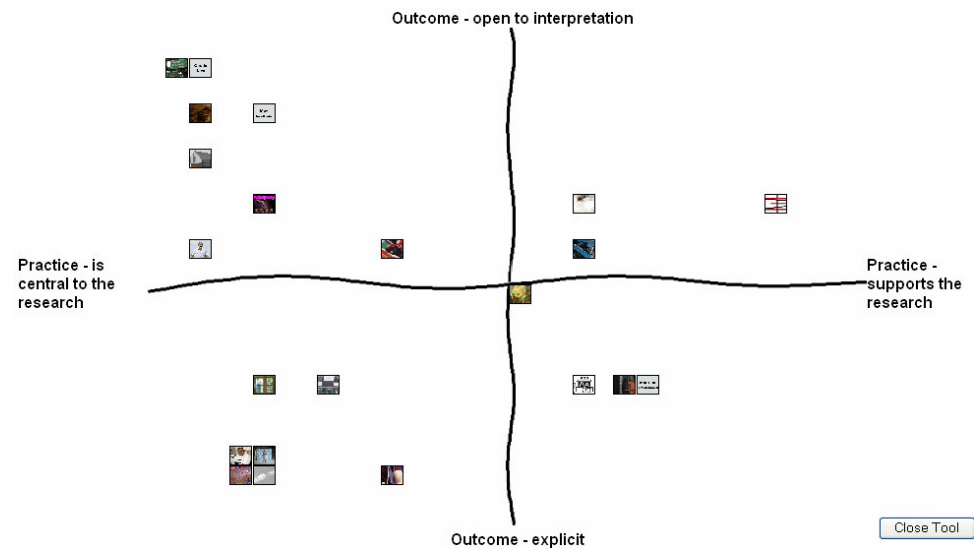 Outcome - open to interpretation
Practice - is
central to the
research
Practice -
supports the
research
Outcome - explicit
Close Tool